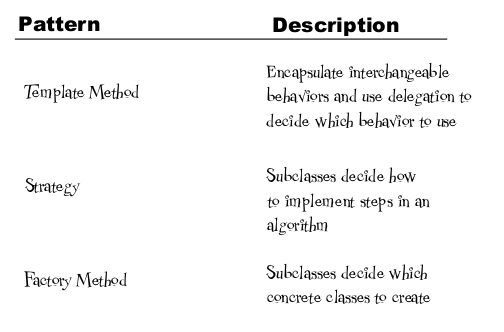 Pattern Description
Template Method
Encapsulate interchangeable
behaviors and use delegation to
decide which behavior to use
Strategy
Subclasses decide how
to implement steps in an
algorithm
Factory Method
Subclasses decide which
concrete classes to create